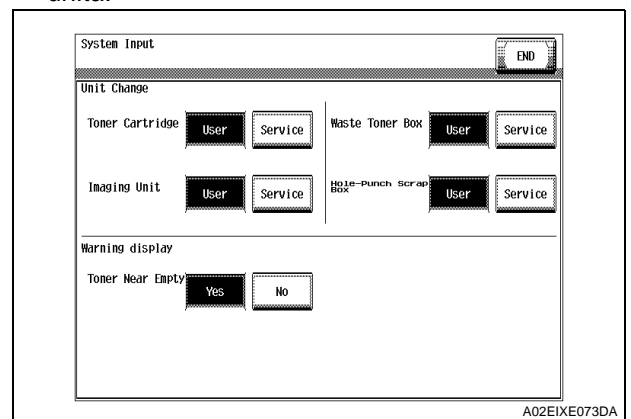 System Input
END
Unit Change
Toner Cartridge User Service Waste Toner Box User Service
Imaging Unit User Service Hole-Punch Scrap Box User Service
Warning display
Toner Near Empty Yes No
A02EIXE073DA